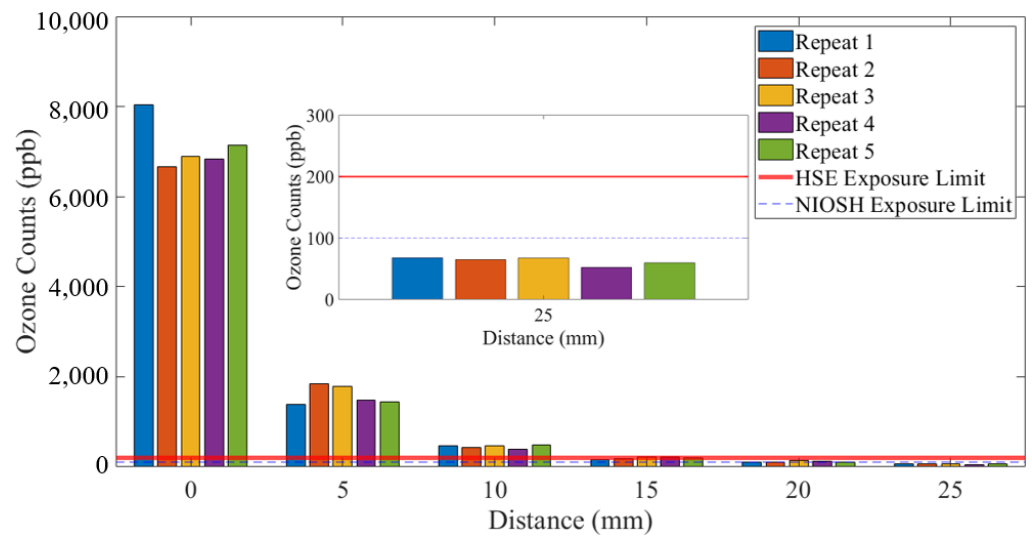 10,000
8,000
6,000
4,000
2,000
0
Ozone Counts (ppb)
0
5
10
15
20
25
Distance (mm)
300
200
100
0
Ozone Counts (ppb)
25
Distance (mm)
Repeat 1
Repeat 2
Repeat 3
Repeat 4
Repeat 5
HSE Exposure Limit
NIOSH Exposure Limit